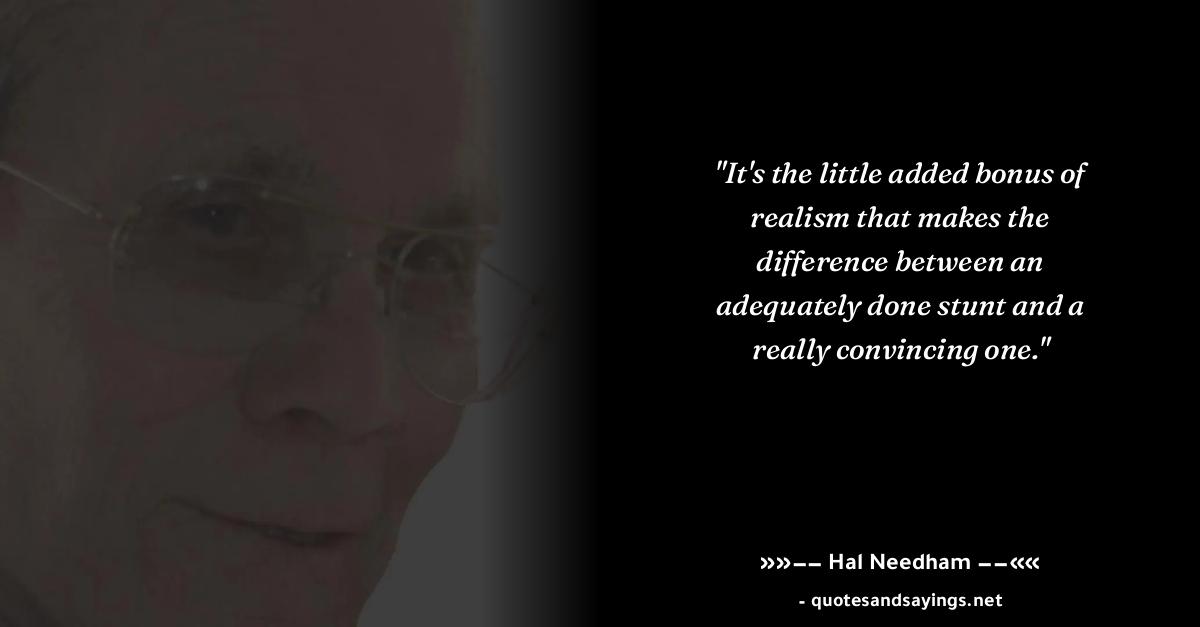 "It's the little added bonus of
realism that makes the
difference between an
adequately done stunt and a
really convincing one."
»»−− Hal Needham −−««
- quotesandsayings.net